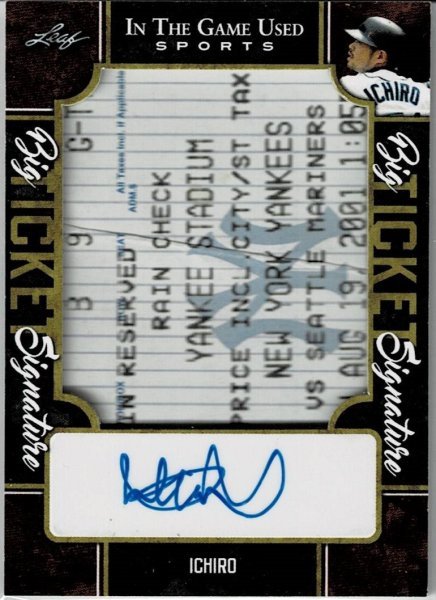 Leaf
IN THE GAME USED
SPORTS
ICHIRO
Big TICKET Signature
Big TICKET Signature
B 9 G-T
All Taxes Incl. if Applicable
ADM.$
IN RESERVED
RAIN CHECK
YANKEE STADIUM
PRICE INCL.CITY/ST TAX
NEW YORK YANKEES
VS SEATTLE MARINERS
AUG 19? 2001 1:05
NY
ICHIRO